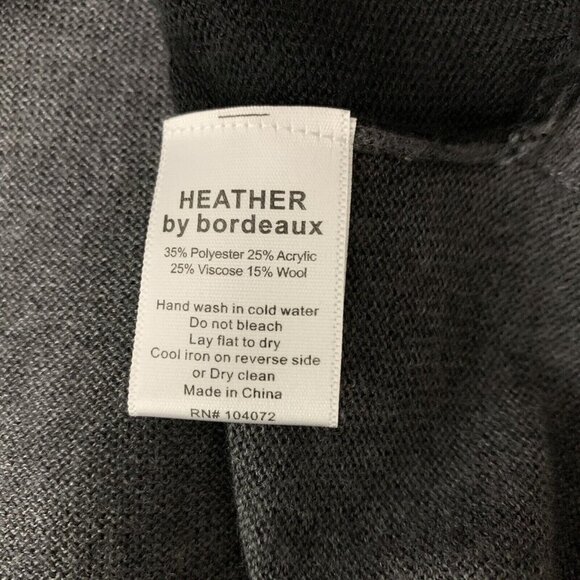 HEATHER
by bordeaux
35% Polyester 25% Acrylic
25% Viscose 15% Wool
Hand wash in cold water
Do not bleach
Lay flat to dry
Cool iron on reverse side
or Dry clean
Made in China
RN# 104072